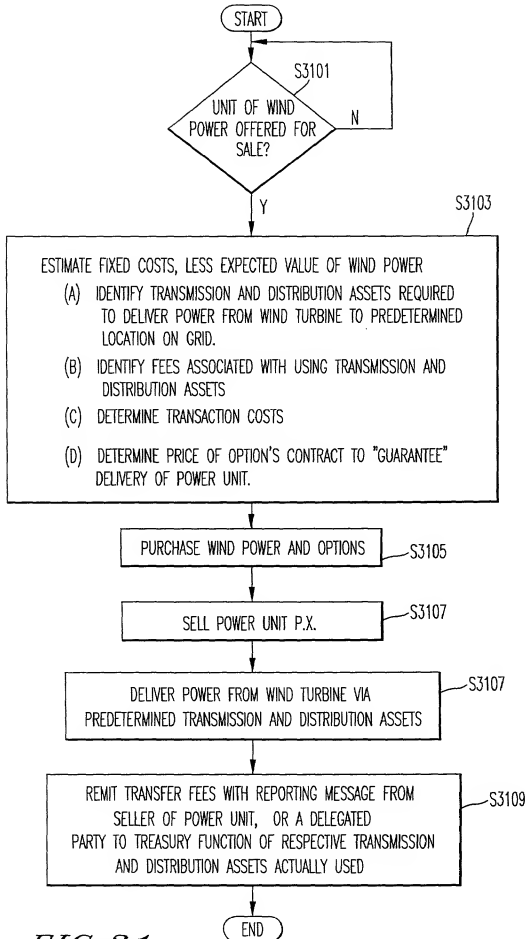 START
S3101
UNIT OF WIND
POWER OFFERED FOR
SALE?
N
Y
S3103
ESTIMATE FIXED COSTS, LESS EXPECTED VALUE OF WIND POWER
(A) IDENTIFY TRANSMISSION AND DISTRIBUTION ASSETS REQUIRED
TO DELIVER POWER FROM WIND TURBINE TO PREDETERMINED
LOCATION ON GRID.
(B) IDENTIFY FEES ASSOCIATED WITH USING TRANSMISSION AND
DISTRIBUTION ASSETS
(C) DETERMINE TRANSACTION COSTS
(D) DETERMINE PRICE OF OPTION'S CONTRACT TO "GUARANTEE"
DELIVERY OF POWER UNIT.
PURCHASE WIND POWER AND OPTIONS
S3105
SELL POWER UNIT P.X.
S3107
DELIVER POWER FROM WIND TURBINE VIA
PREDETERMINED TRANSMISSION AND DISTRIBUTION ASSETS
S3107
REMIT TRANSFER FEES WITH REPORTING MESSAGE FROM
SELLER OF POWER UNIT, OR A DELEGATED
PARTY TO TREASURY FUNCTION OF RESPECTIVE TRANSMISSION
AND DISTRIBUTION ASSETS ACTUALLY USED
S3109
END